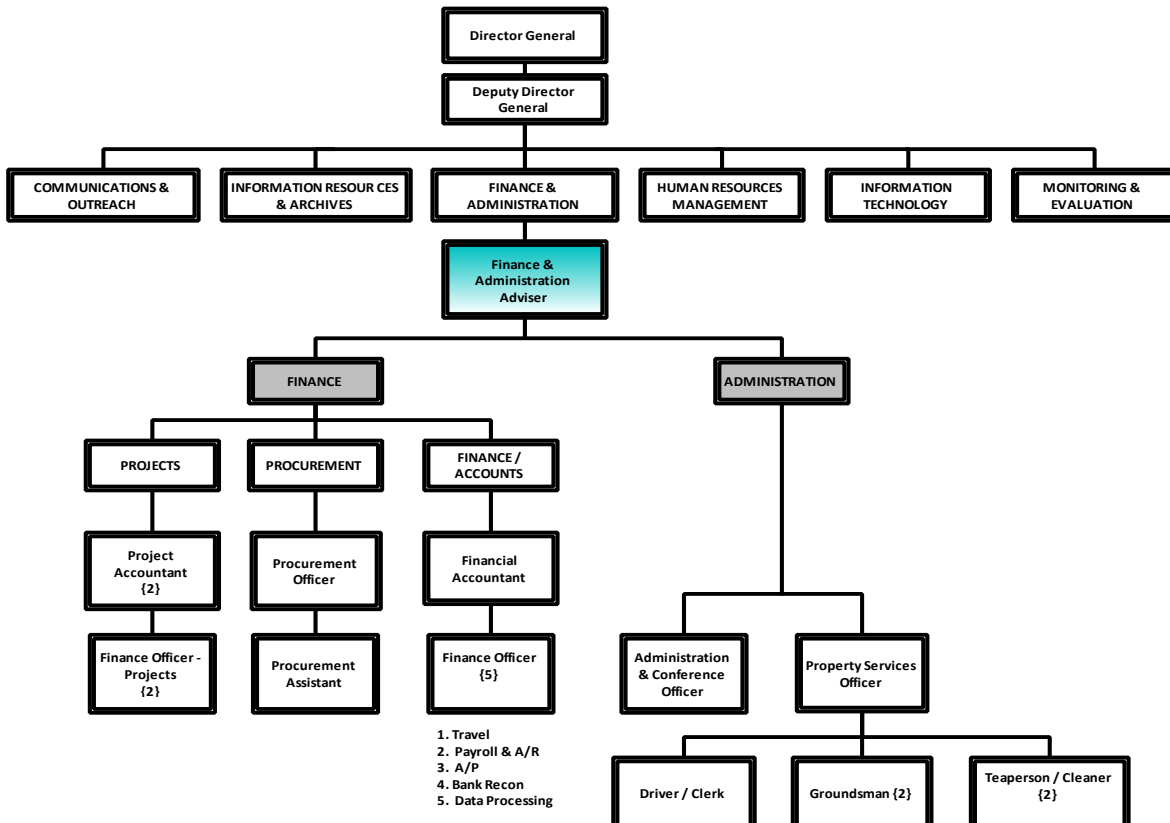 Director General
Deputy Director
General
COMMUNICATIONS &
OUTREACH
INFORMATION RESOURCES
& ARCHIVES
FINANCE &
ADMINISTRATION
HUMAN RESOURCES
MANAGEMENT
INFORMATION
TECHNOLOGY
MONITORING &
EVALUATION
Finance &
Administration
Adviser
FINANCE
ADMINISTRATION
PROJECTS
PROCUREMENT
FINANCE /
ACCOUNTS
Project
Accountant
{2}
Procurement
Officer
Financial
Accountant
Finance Officer -
Projects
{2}
Procurement
Assistant
Finance Officer
{5}
Administration
& Conference
Officer
Property Services
Officer
1. Travel
2. Payroll & A/R
3. A/P
4. Bank Recon
5. Data Processing
Driver / Clerk
Groundsman {2}
Teaperson / Cleaner
{2}